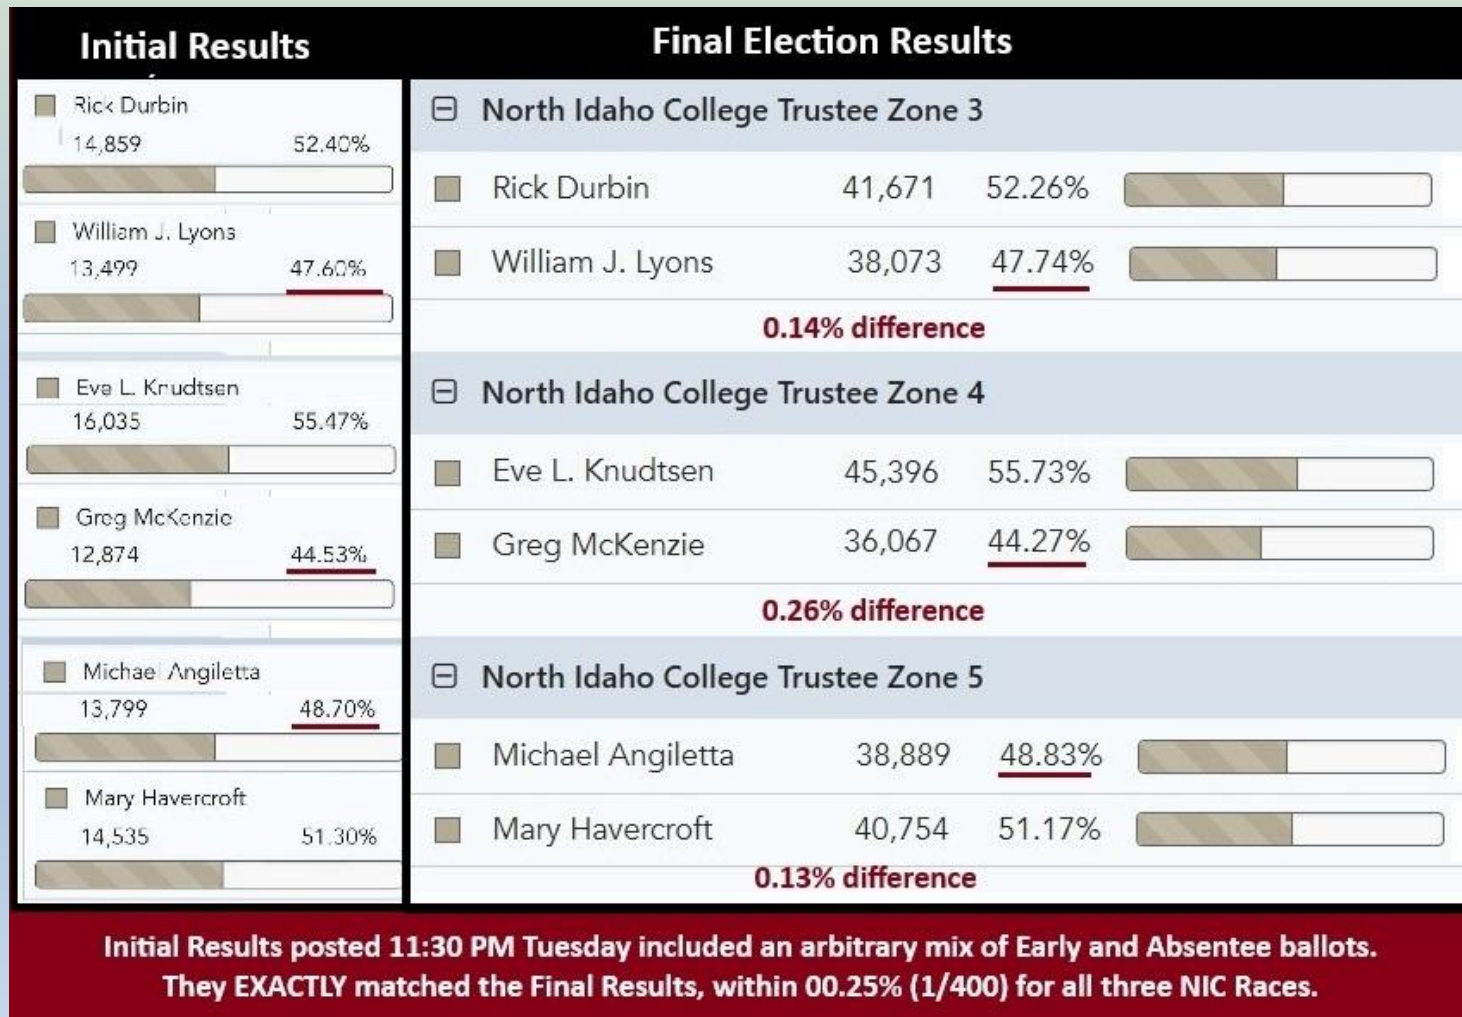 Initial Results
Final Election Results
Rick Durbin
14,859 52.40%
William J. Lyons
13,499 47.60%
Eve L. Knudtsen
16,035 55.47%
Greg McKenzie
12,874 44.53%
Michael Angiletta
13,799 48.70%
Mary Havercroft
14,535 51.30%
North Idaho College Trustee Zone 3
Rick Durbin 41,671 52.26%
William J. Lyons 38,073 47.74%
0.14% difference
North Idaho College Trustee Zone 4
Eve L. Knudtsen 45,396 55.73%
Greg McKenzie 36,067 44.27%
0.26% difference
North Idaho College Trustee Zone 5
Michael Angiletta 38,889 48.83%
Mary Havercroft 40,754 51.17%
0.13% difference
Initial Results posted 11:30 PM Tuesday included an arbitrary mix of Early and Absentee ballots.
They EXACTLY matched the Final Results, within 00.25% (1/400) for all three NIC Races.